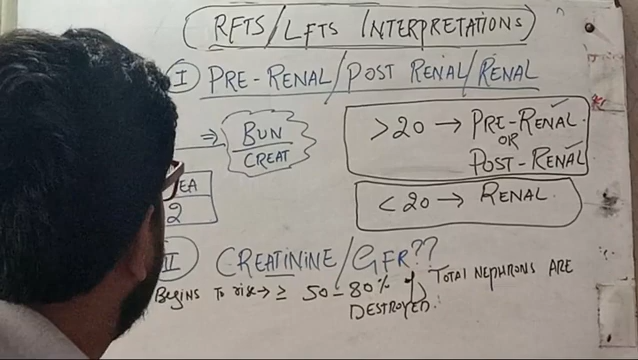 RFTS/LFTS INTERPRETATIONS
I PRE-RENAL/POST RENAL/RENAL
⇒ BUN
CREAT
>20 → PRE-RENAL ✓
OR
POST-RENAL ✓
<20 → RENAL
EA
2
II CREATININE/GFR??
BEGINS TO rise → ≥ 50-80% of TOTAL NEPHRONS ARE
DESTROYED.